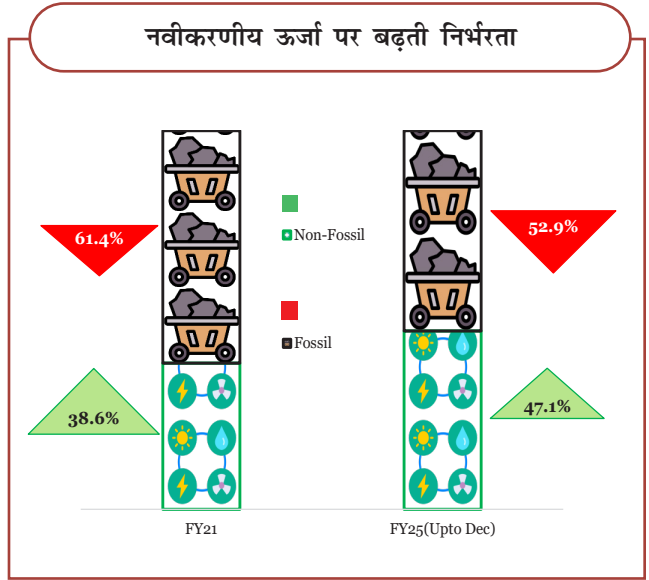 नवीकरणीय ऊर्जा पर बढ़ती निर्भरता
61.4%
52.9%
Non-Fossil
Fossil
38.6%
47.1%
FY21
FY25(Upto Dec)